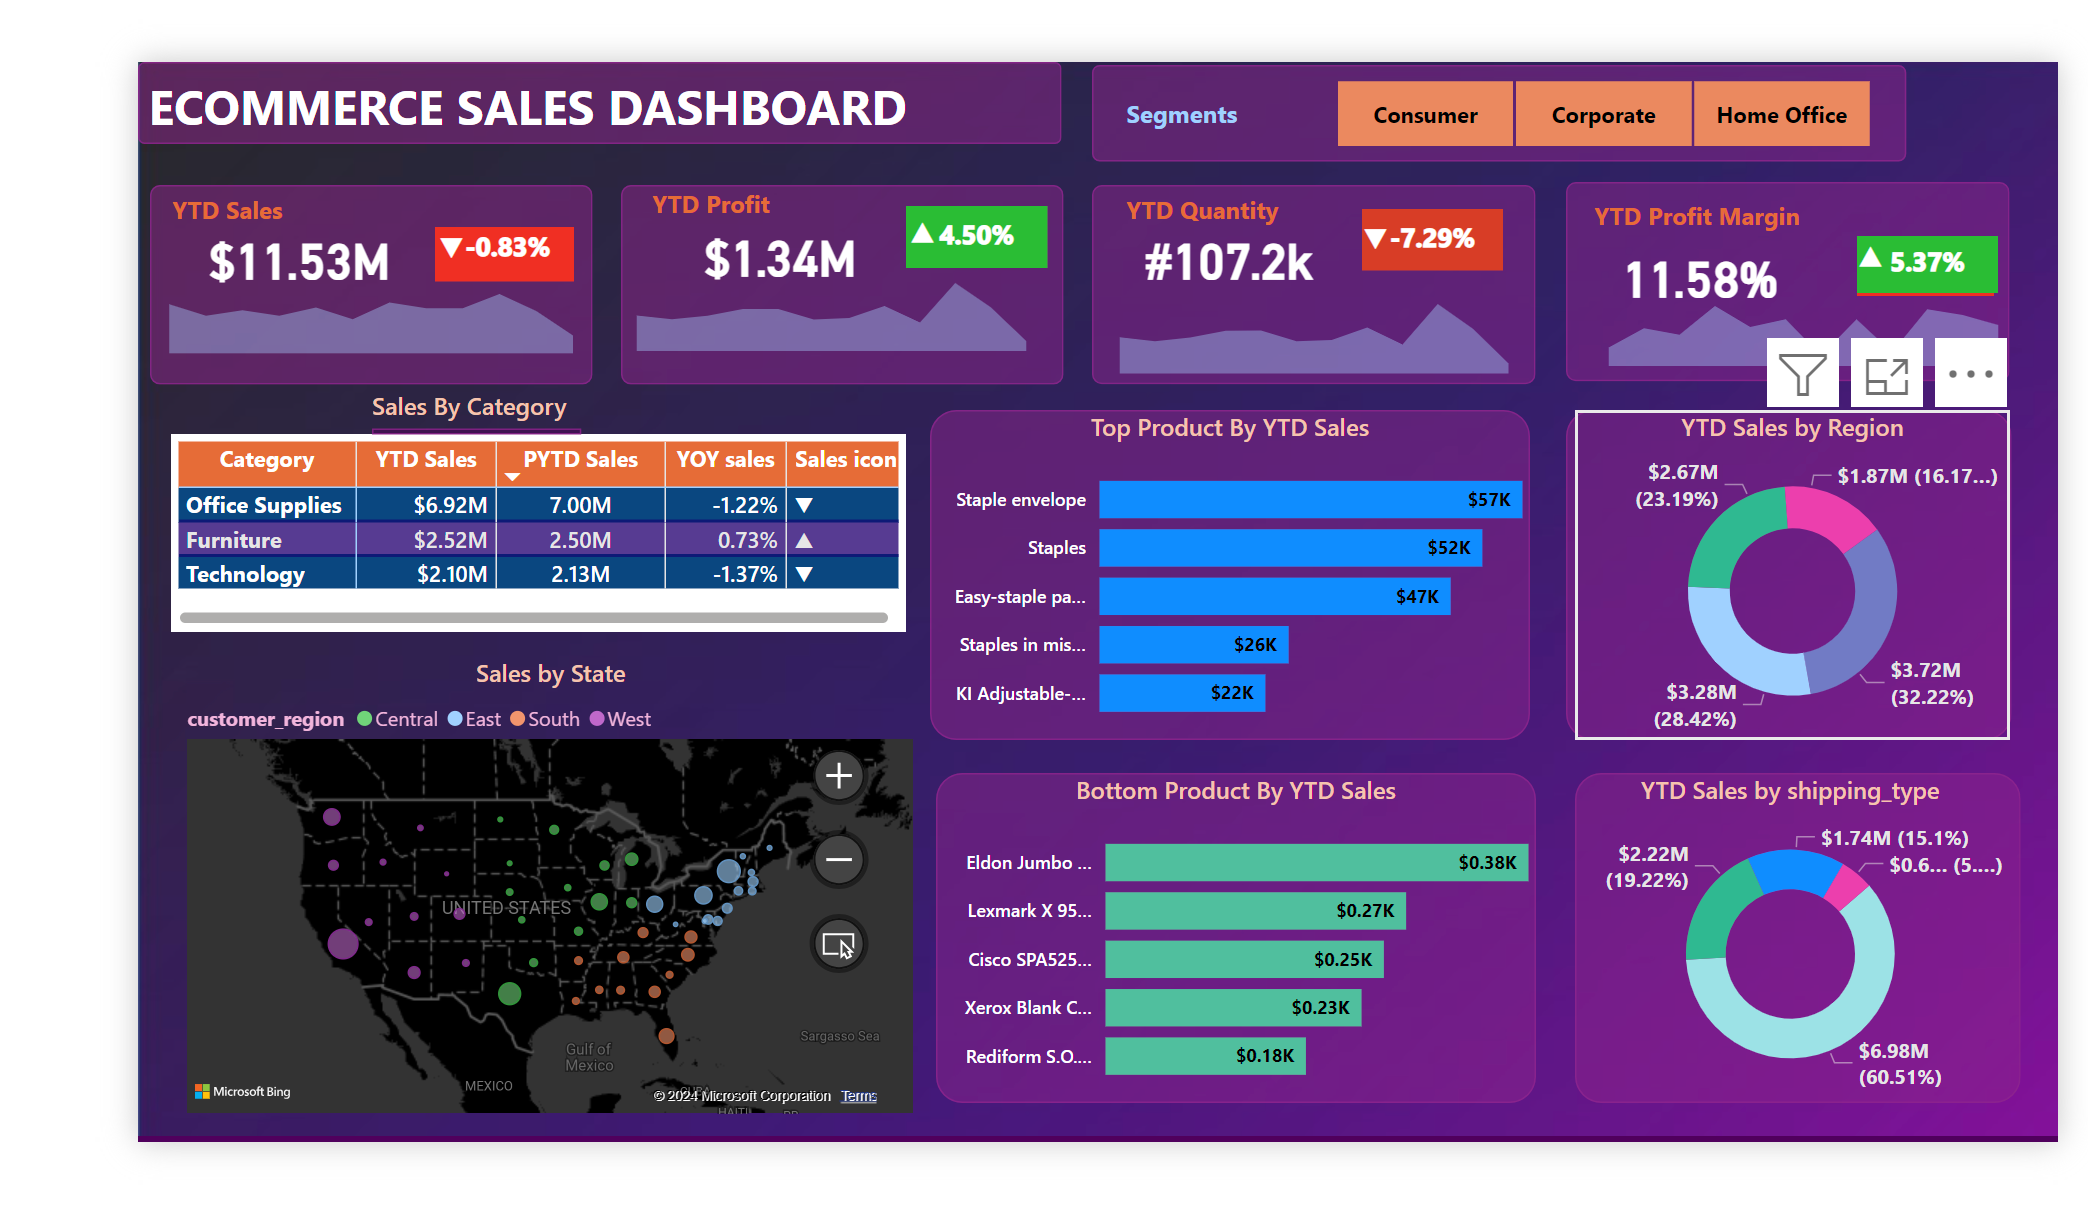 ECOMMERCE SALES DASHBOARD
Segments
Consumer
Corporate
Home Office
YTD Sales
$11.53M
▼-0.83%
YTD Profit
$1.34M
▲4.50%
YTD Quantity
#107.2k
▼-7.29%
YTD Profit Margin
11.58%
▲ 5.37%
Sales By Category
Category YTD Sales PYTD Sales YOY sales Sales icon
Office Supplies $6.92M 7.00M -1.22% ▼
Furniture $2.52M 2.50M 0.73% ▲
Technology $2.10M 2.13M -1.37% ▼
Top Product By YTD Sales
Staple envelope $57K
Staples $52K
Easy-staple pa... $47K
Staples in mis... $26K
KI Adjustable-... $22K
YTD Sales by Region
$2.67M
(23.19%)
$1.87M (16.17...)
$3.28M
(28.42%)
$3.72M
(32.22%)
Sales by State
customer_region Central East South West
UNITED STATES
Gulf of
Mexico
MEXICO
Sargasso Sea
CUBA
HAITI
Microsoft Bing
© 2024 Microsoft Corporation Terms
Bottom Product By YTD Sales
Eldon Jumbo ... $0.38K
Lexmark X 95... $0.27K
Cisco SPA525... $0.25K
Xerox Blank C... $0.23K
Rediform S.O.... $0.18K
YTD Sales by shipping_type
$2.22M
(19.22%)
$1.74M (15.1%)
$0.6... (5....)
$6.98M
(60.51%)